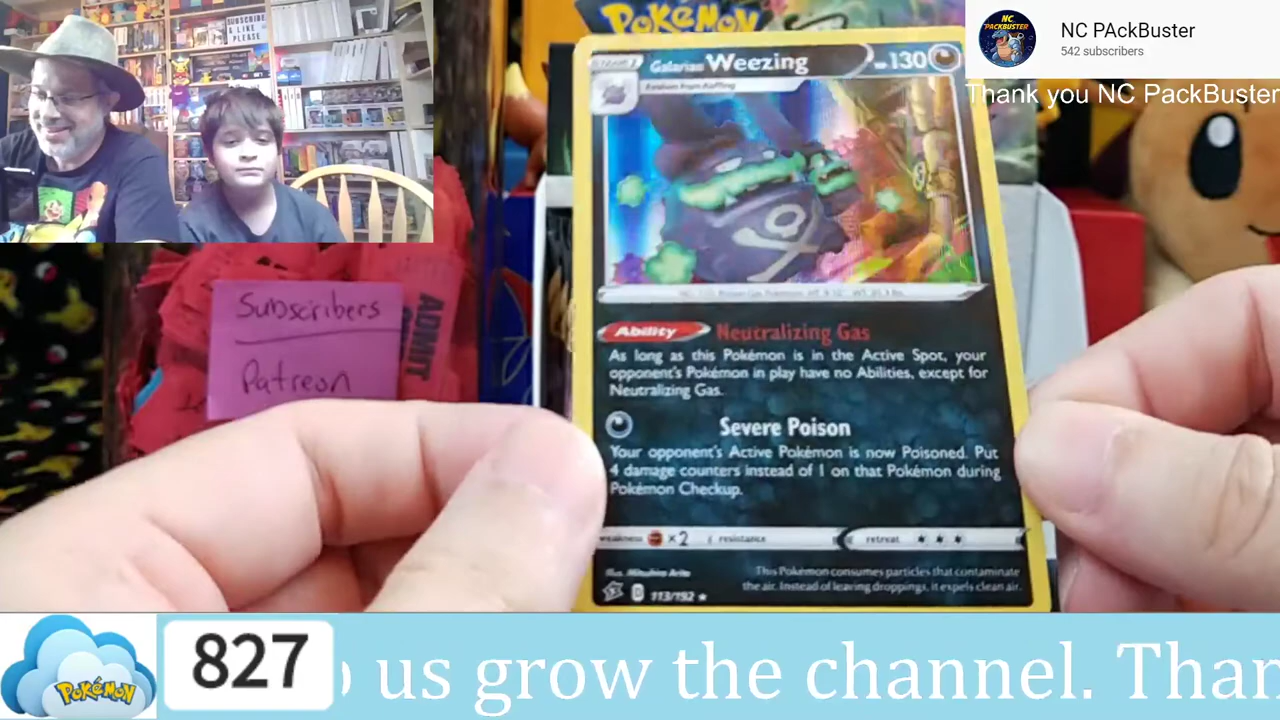 SUBSCRIBE
& LIKE
PLEASE
POKÉMON
NC PAckBuster
542 subscribers
NC
PACKBUSTER
Thank you NC PackBuster
Galarian Weezing
130
Evolves from Koffing
Ability Neutralizing Gas
As long as this Pokémon is in the Active Spot, your
opponent's Pokémon in play have no Abilities, except for
Neutralizing Gas.
Severe Poison
Your opponent's Active Pokémon is now Poisoned. Put
4 damage counters instead of 1 on that Pokémon during
Pokémon Checkup.
weakness ×2 resistance retreat
This Pokémon consumes particles that contaminate
the air. Instead of leaving droppings, it expels clean air.
D 113/192
Subscribers
Patreon
ADMIT
POKÉMON
827
us grow the channel. Than